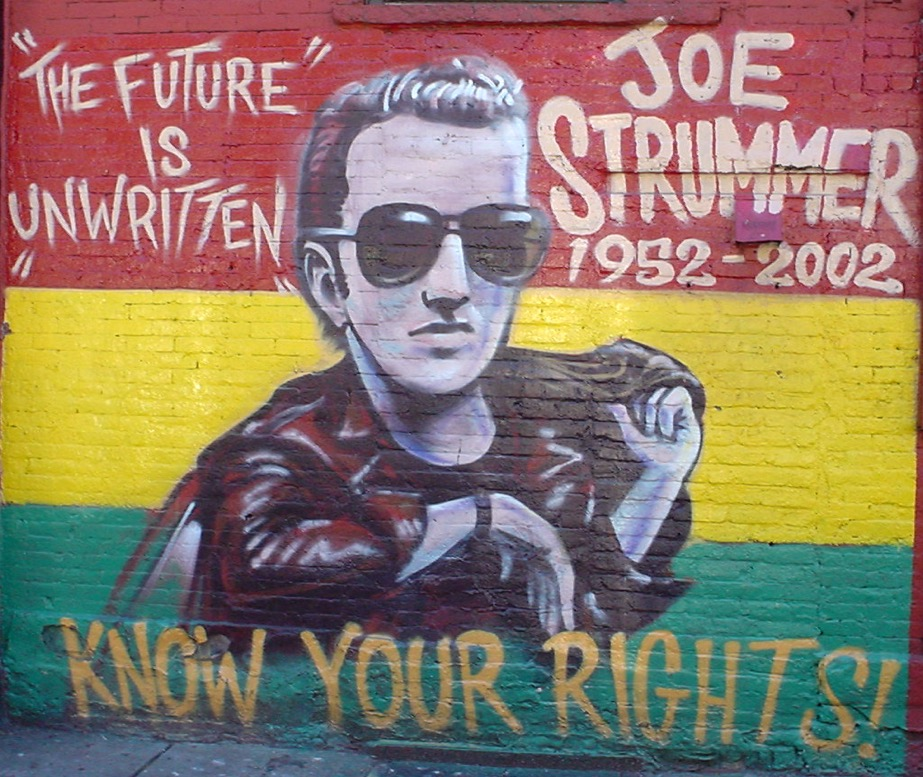 "THE FUTURE"
IS
"UNWRITTEN"
JOE
STRUMMER
1952-2002
KNOW YOUR RIGHTS!